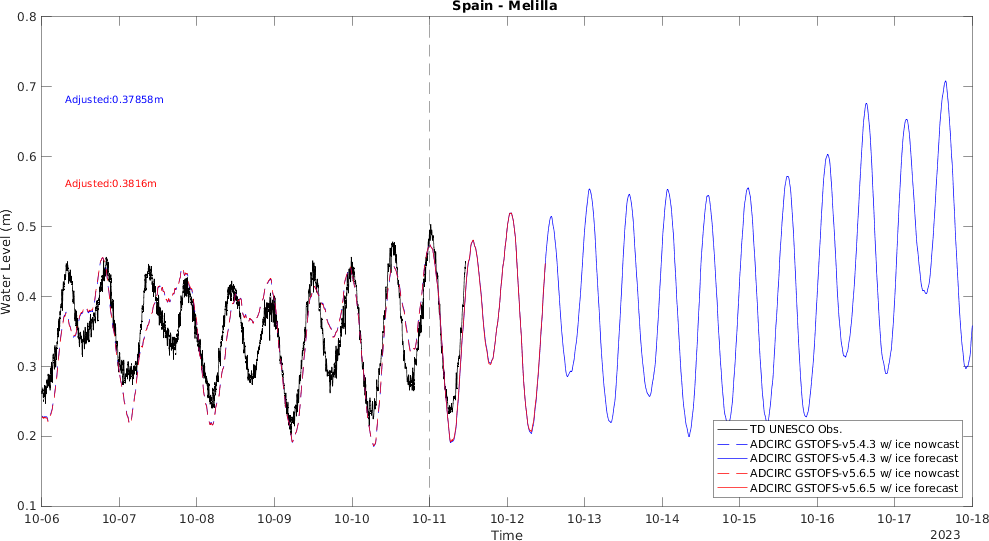 Spain - Melilla
0.8
0.7
0.6
0.5
0.4
0.3
0.2
0.1
Water Level (m)
Adjusted:0.37858m
Adjusted:0.3816m
TD UNESCO Obs.
ADCIRC GSTOFS-v5.4.3 w/ ice nowcast
ADCIRC GSTOFS-v5.4.3 w/ ice forecast
ADCIRC GSTOFS-v5.6.5 w/ ice nowcast
ADCIRC GSTOFS-v5.6.5 w/ ice forecast
10-06 10-07 10-08 10-09 10-10 10-11 10-12 10-13 10-14 10-15 10-16 10-17 10-18
Time
2023